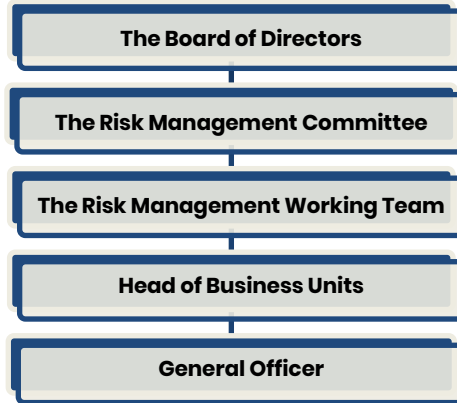 The Board of Directors
The Risk Management Committee
The Risk Management Working Team
Head of Business Units
General Officer